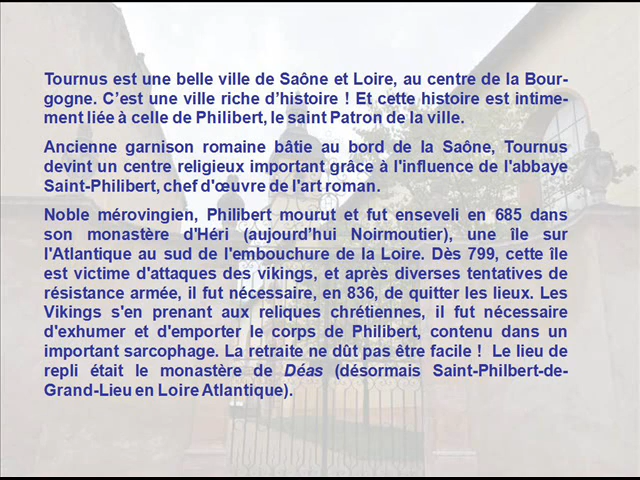 Tournus est une belle ville de Saône et Loire, au centre de la Bour-
gogne. C’est une ville riche d’histoire ! Et cette histoire est intime-
ment liée à celle de Philibert, le saint Patron de la ville.
Ancienne garnison romaine bâtie au bord de la Saône, Tournus
devint un centre religieux important grâce à l'influence de l'abbaye
Saint-Philibert, chef d'œuvre de l'art roman.
Noble mérovingien, Philibert mourut et fut enseveli en 685 dans
son monastère d'Héri (aujourd’hui Noirmoutier), une île sur
l'Atlantique au sud de l'embouchure de la Loire. Dès 799, cette île
est victime d'attaques des vikings, et après diverses tentatives de
résistance armée, il fut nécessaire, en 836, de quitter les lieux. Les
Vikings s'en prenant aux reliques chrétiennes, il fut nécessaire
d'exhumer et d'emporter le corps de Philibert, contenu dans un
important sarcophage. La retraite ne dût pas être facile !  Le lieu de
repli était le monastère de Déas (désormais Saint-Philbert-de-
Grand-Lieu en Loire Atlantique).